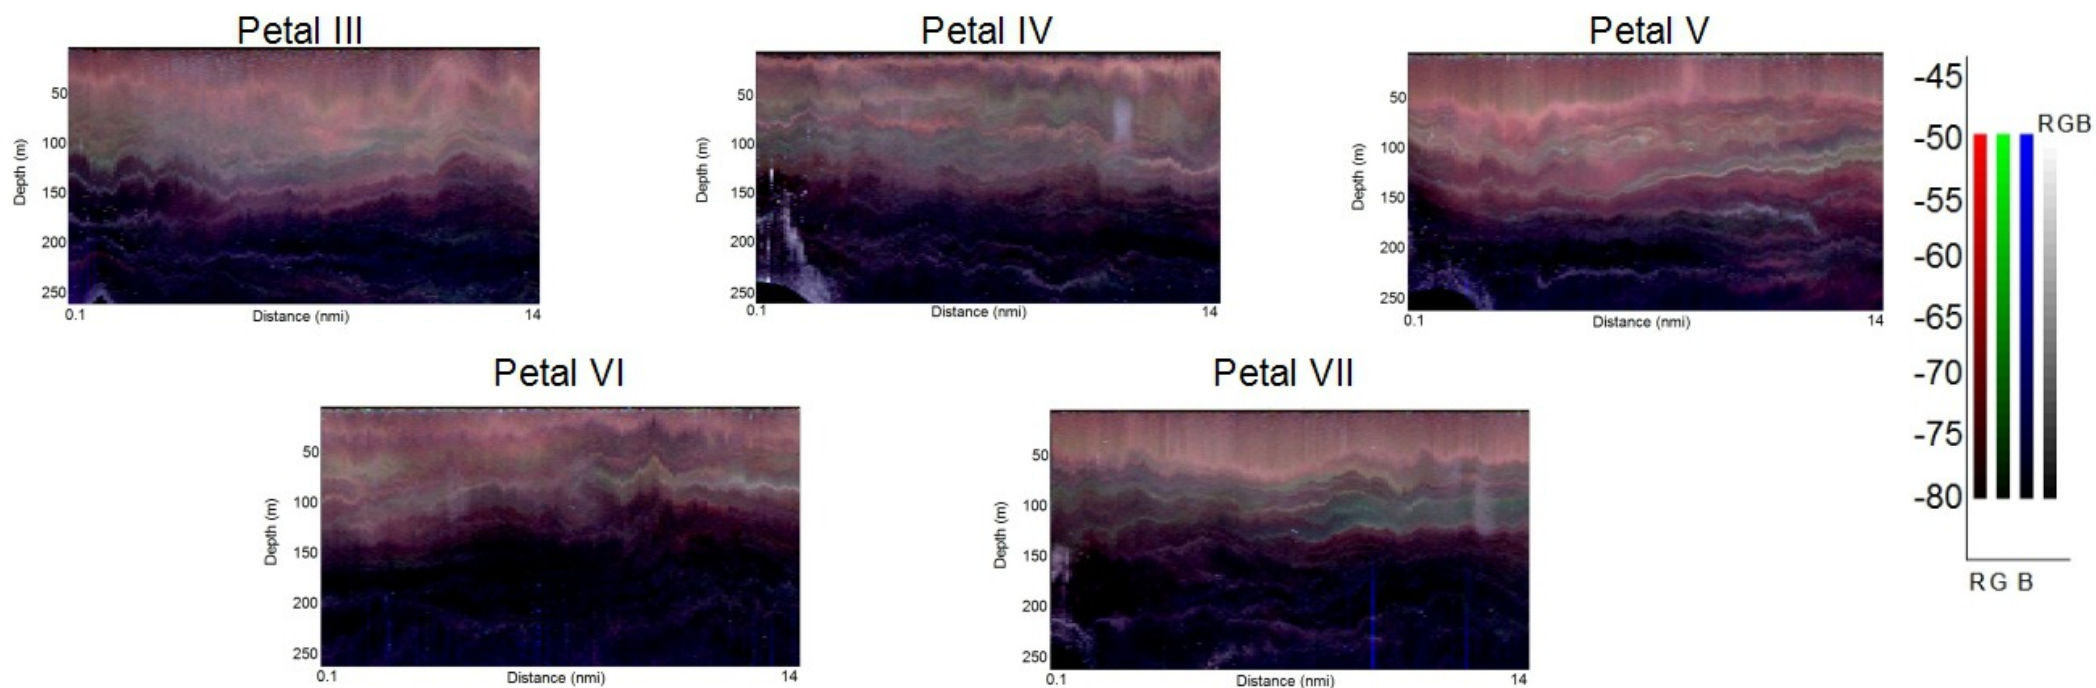 Petal III
50
100
150
200
250
Depth (m)
0.1
Distance (nmi)
14
Petal IV
50
100
150
200
250
Depth (m)
0.1
Distance (nmi)
14
Petal V
50
100
150
200
250
Depth (m)
0.1
Distance (nmi)
14
-45
-50
-55
-60
-65
-70
-75
-80
RGB
R G B
Petal VI
50
100
150
200
250
Depth (m)
0.1
Distance (nmi)
14
Petal VII
50
100
150
200
250
Depth (m)
0.1
Distance (nmi)
14